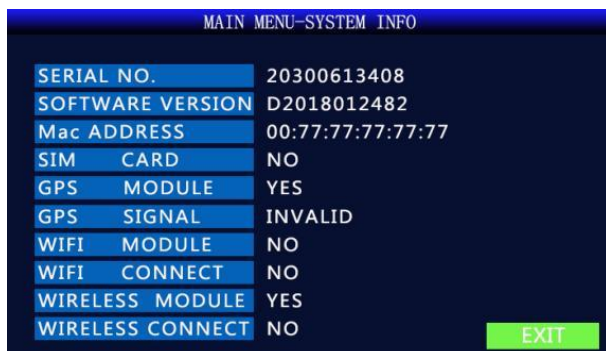 MAIN MENU-SYSTEM INFO
SERIAL NO. 20300613408
SOFTWARE VERSION D2018012482
Mac ADDRESS 00:77:77:77:77:77
SIM CARD NO
GPS MODULE YES
GPS SIGNAL INVALID
WIFI MODULE NO
WIFI CONNECT NO
WIRELESS MODULE YES
WIRELESS CONNECT NO
EXIT